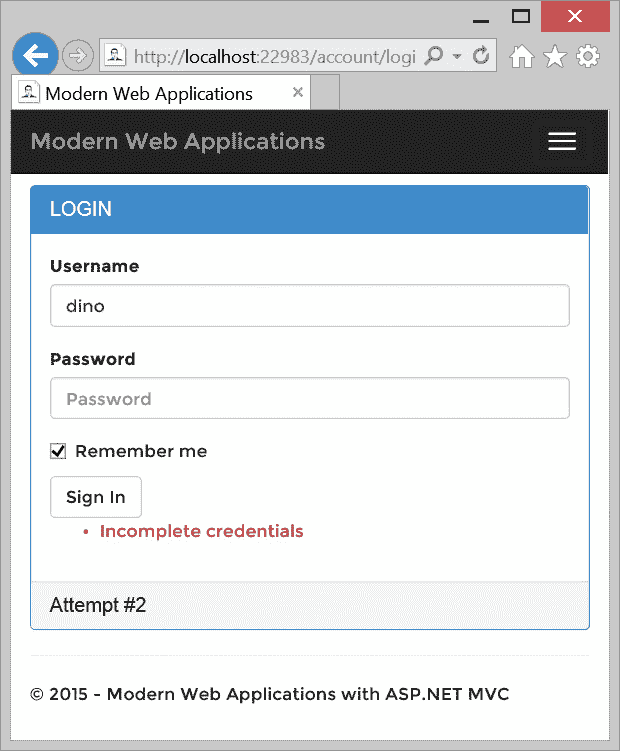 http://localhost:22983/account/logi
Modern Web Applications
Modern Web Applications
LOGIN
Username
dino
Password
Password
Remember me
Sign In
• Incomplete credentials
Attempt #2
© 2015 - Modern Web Applications with ASP.NET MVC